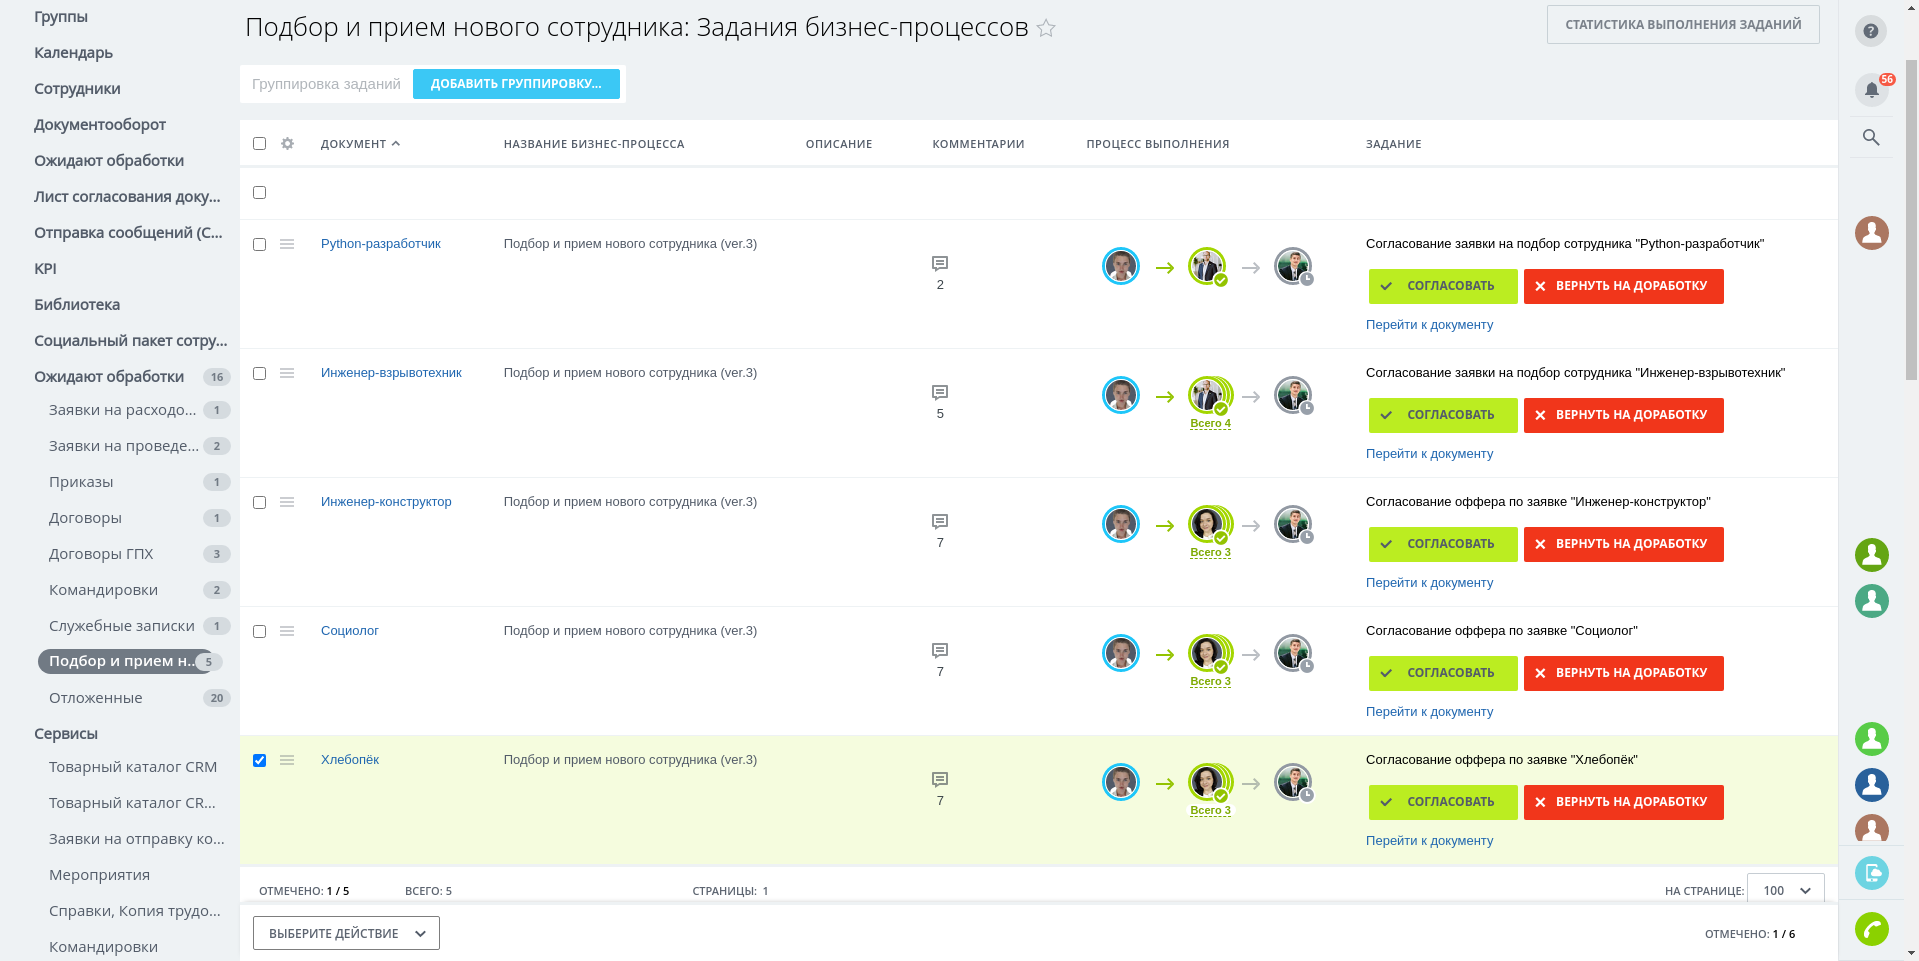 Группы
Календарь
Сотрудники
Документооборот
Ожидают обработки
Лист согласования доку...
Отправка сообщений (С...
KPI
Библиотека
Социальный пакет сотру...
Ожидают обработки 16
Заявки на расходо... 1
Заявки на проведе... 2
Приказы 1
Договоры 1
Договоры ГПХ 3
Командировки 2
Служебные записки 1
Подбор и прием н... 5
Отложенные 20
Сервисы
Товарный каталог CRM
Товарный каталог CR...
Заявки на отправку ко...
Мероприятия
Справки, Копия трудо...
Командировки
Подбор и прием нового сотрудника: Задания бизнес-процессов
СТАТИСТИКА ВЫПОЛНЕНИЯ ЗАДАНИЙ
Группировка заданий ДОБАВИТЬ ГРУППИРОВКУ...
ДОКУМЕНТ НАЗВАНИЕ БИЗНЕС-ПРОЦЕССА ОПИСАНИЕ КОММЕНТАРИИ ПРОЦЕСС ВЫПОЛНЕНИЯ ЗАДАНИЕ
Python-разработчик Подбор и прием нового сотрудника (ver.3) Согласование заявки на подбор сотрудника "Python-разработчик"
2 СОГЛАСОВАТЬ ВЕРНУТЬ НА ДОРАБОТКУ
Перейти к документу
Инженер-взрывотехник Подбор и прием нового сотрудника (ver.3) Согласование заявки на подбор сотрудника "Инженер-взрывотехник"
5 СОГЛАСОВАТЬ ВЕРНУТЬ НА ДОРАБОТКУ
Всего 4
Перейти к документу
Инженер-конструктор Подбор и прием нового сотрудника (ver.3) Согласование оффера по заявке "Инженер-конструктор"
7 СОГЛАСОВАТЬ ВЕРНУТЬ НА ДОРАБОТКУ
Всего 3
Перейти к документу
Социолог Подбор и прием нового сотрудника (ver.3) Согласование оффера по заявке "Социолог"
7 СОГЛАСОВАТЬ ВЕРНУТЬ НА ДОРАБОТКУ
Всего 3
Перейти к документу
Хлебопёк Подбор и прием нового сотрудника (ver.3) Согласование оффера по заявке "Хлебопёк"
7 СОГЛАСОВАТЬ ВЕРНУТЬ НА ДОРАБОТКУ
Всего 3
Перейти к документу
ОТМЕЧЕНО: 1 / 5 ВСЕГО: 5 СТРАНИЦЫ: 1 НА СТРАНИЦЕ: 100
ВЫБЕРИТЕ ДЕЙСТВИЕ ОТМЕЧЕНО: 1 / 6
?
56